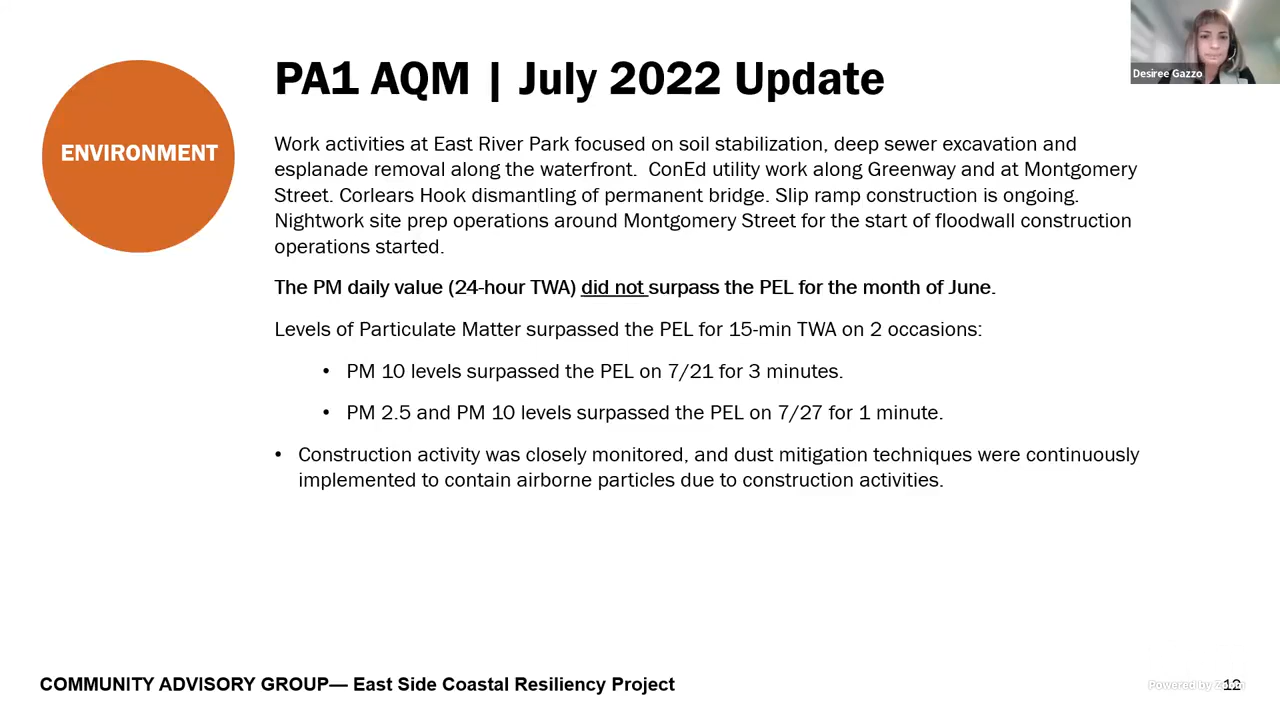 Desiree Gazzo
PA1 AQM | July 2022 Update
ENVIRONMENT
Work activities at East River Park focused on soil stabilization, deep sewer excavation and
esplanade removal along the waterfront.  ConEd utility work along Greenway and at Montgomery
Street. Corlears Hook dismantling of permanent bridge. Slip ramp construction is ongoing.
Nightwork site prep operations around Montgomery Street for the start of floodwall construction
operations started.
The PM daily value (24-hour TWA) did not surpass the PEL for the month of June.
Levels of Particulate Matter surpassed the PEL for 15-min TWA on 2 occasions:
• PM 10 levels surpassed the PEL on 7/21 for 3 minutes.
• PM 2.5 and PM 10 levels surpassed the PEL on 7/27 for 1 minute.
• Construction activity was closely monitored, and dust mitigation techniques were continuously
implemented to contain airborne particles due to construction activities.
COMMUNITY ADVISORY GROUP— East Side Coastal Resiliency Project
Powered by Zoom
12